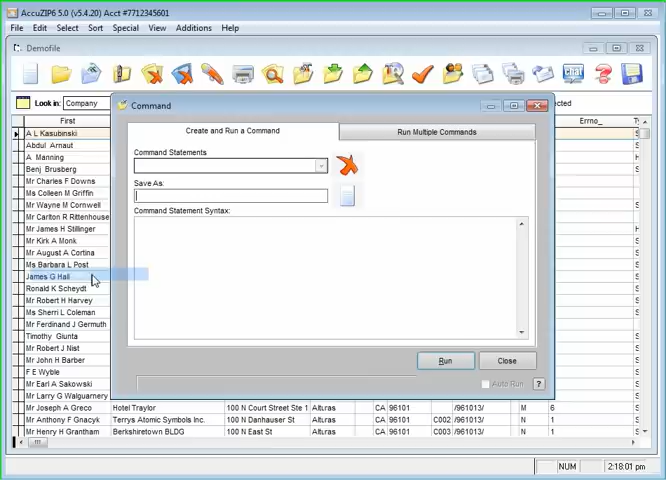 AccuZIP6 5.0 (v5.4.20) Acct #7712345601
File Edit Select Sort Special View Additions Help
Demofile
chat
Look in: Company
First
Errno_
A L Kasubinski
Abdul Arnaut
A Manning
Benj Brusberg
Mr Charles F Downs
Ms Colleen M Griffin
Mr Wayne M Cornwell
Mr Carlton R Rittenhouse
Mr James H Stillinger
Mr Kirk A Monk
Mr August A Cortina
Ms Barbara L Post
James G Hall
Ronald K Scheydt
Mr Robert H Harvey
Ms Sherri L Coleman
Mr Ferdinand J Germuth
Timothy Giunta
Mr Robert J Nist
Mr John H Barber
F E Wyble
Mr Earl A Sakowski
Mr Larry G Walguarnery
Mr Joseph A Greco Hotel Traylor 100 N Court Street Ste 1 Alturas CA 96101 /961013/ M 6
Mr Anthony F Gnacyk Terrys Atomic Symbols Inc. 100 N Danhauser St Alturas CA 96101 C002 /961013/ N 1
Mr Henry H Grantham Berkshiretown BLDG 100 N East St Alturas CA 96101 C003 /961013/ N 1
Command
Create and Run a Command Run Multiple Commands
Command Statements
Save As:
Command Statement Syntax:
Run Close
Auto Run ?
NUM 2:18:01 pm